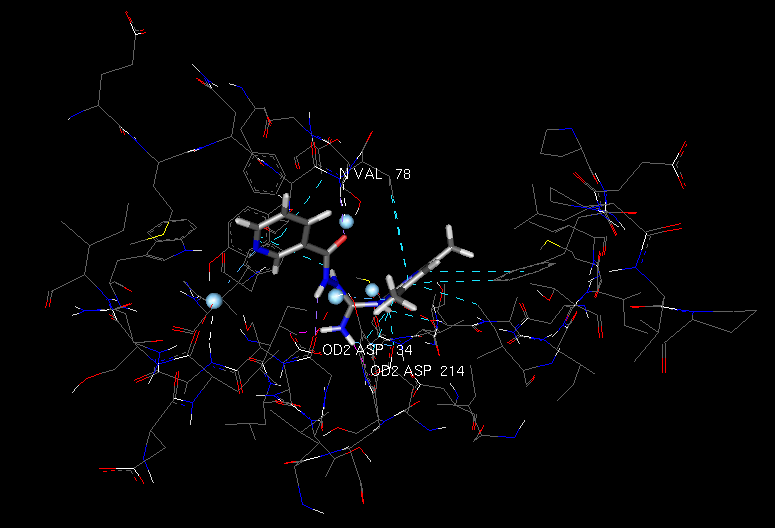 N VAL 78
OD2 ASP 34
OD2 ASP 214